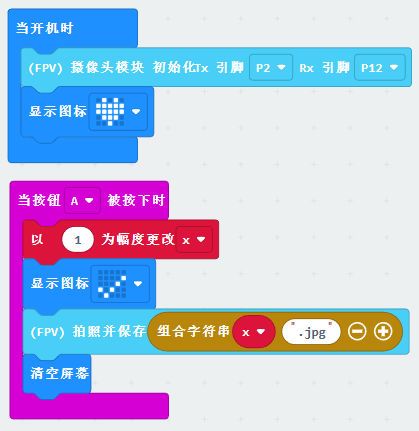 当开机时
(FPV) 摄像头模块 初始化Tx 引脚 P2 Rx 引脚 P12
显示图标
当按钮 A 被按下时
以 1 为幅度更改 x
显示图标
(FPV) 拍照并保存 组合字符串 x ".jpg"
清空屏幕